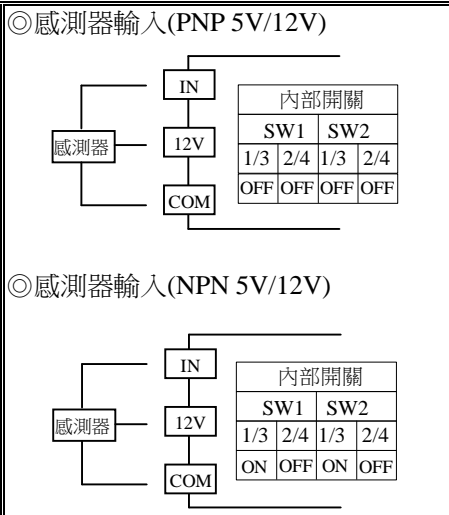 ◎感測器輸入(PNP 5V/12V)
IN
感測器
12V
COM
內部開關
SW1 SW2
1/3 2/4 1/3 2/4
OFF OFF OFF OFF
◎感測器輸入(NPN 5V/12V)
IN
感測器
12V
COM
內部開關
SW1 SW2
1/3 2/4 1/3 2/4
ON OFF ON OFF